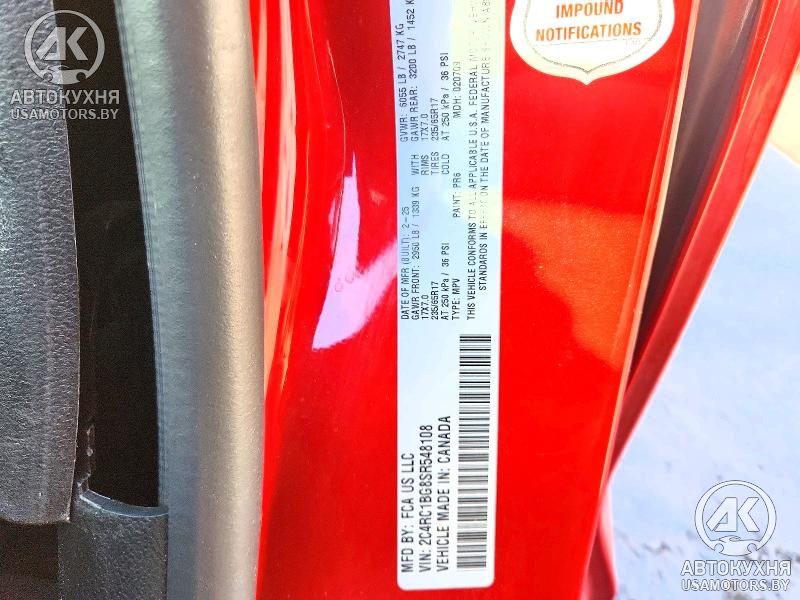 AK
АВТОКУХНЯ
USAMOTORS.BY
IMPOUND
NOTIFICATIONS
MFD BY: FCA US LLC
VIN: 2C4RC1BG8SR548108
VEHICLE MADE IN: CANADA
DATE OF MFR (BUILT): 2-25
GVWR: 6055 LB / 2747 KG
GAWR FRONT: 2950 LB / 1339 KG WITH
GAWR REAR: 3200 LB / 1452 K
17X7.0 RIMS 17X7.0
235/65R17 TIRES 235/65R17
AT 250 kPa / 36 PSI COLD AT 250 kPa / 36 PSI
TYPE: MPV PAINT: PR6 MDH: 020709
THIS VEHICLE CONFORMS TO ALL APPLICABLE U.S.A. FEDERAL MOTOR
STANDARDS IN EFFECT ON THE DATE OF MANUFACTURE
AK
АВТОКУХНЯ
USAMOTORS.BY